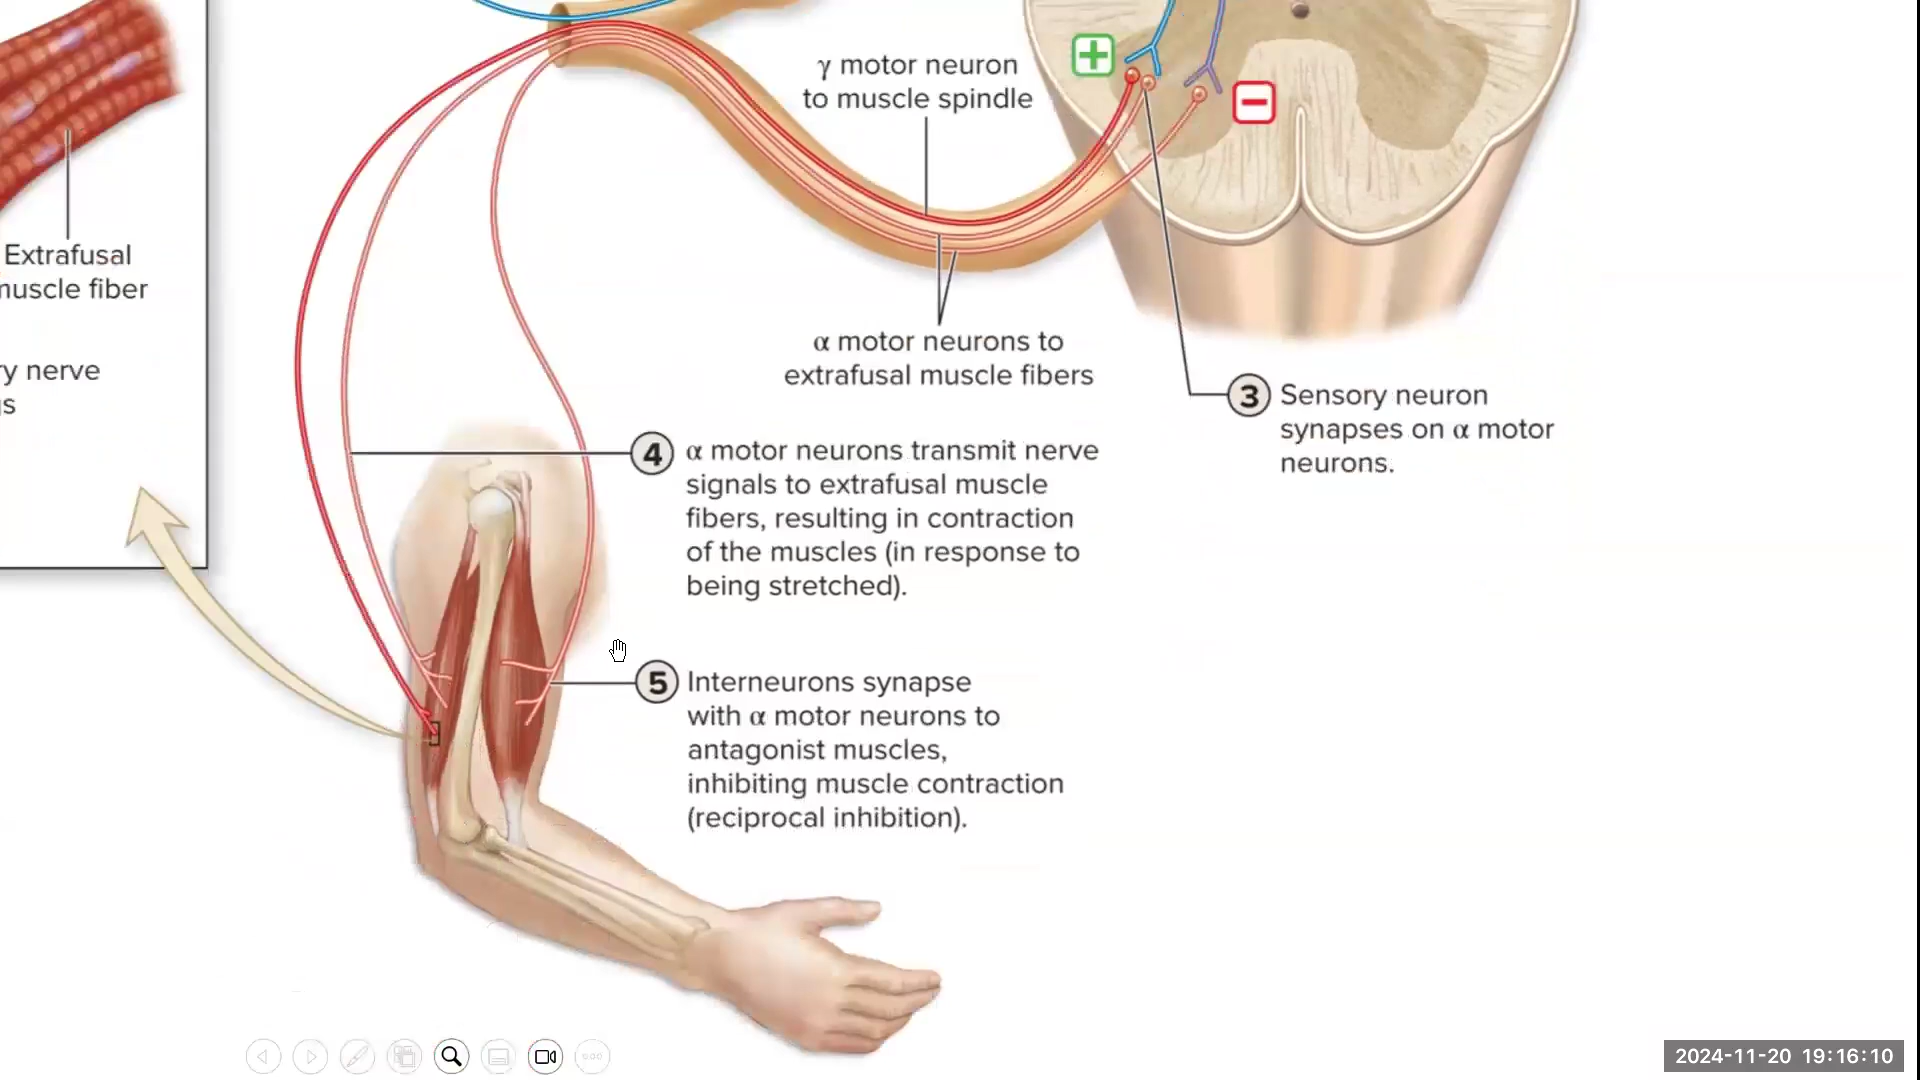 γ motor neuron
to muscle spindle
Extrafusal
muscle fiber
ry nerve
gs
α motor neurons to
extrafusal muscle fibers
3 Sensory neuron
synapses on α motor
neurons.
4 α motor neurons transmit nerve
signals to extrafusal muscle
fibers, resulting in contraction
of the muscles (in response to
being stretched).
5 Interneurons synapse
with α motor neurons to
antagonist muscles,
inhibiting muscle contraction
(reciprocal inhibition).
2024-11-20 19:16:10